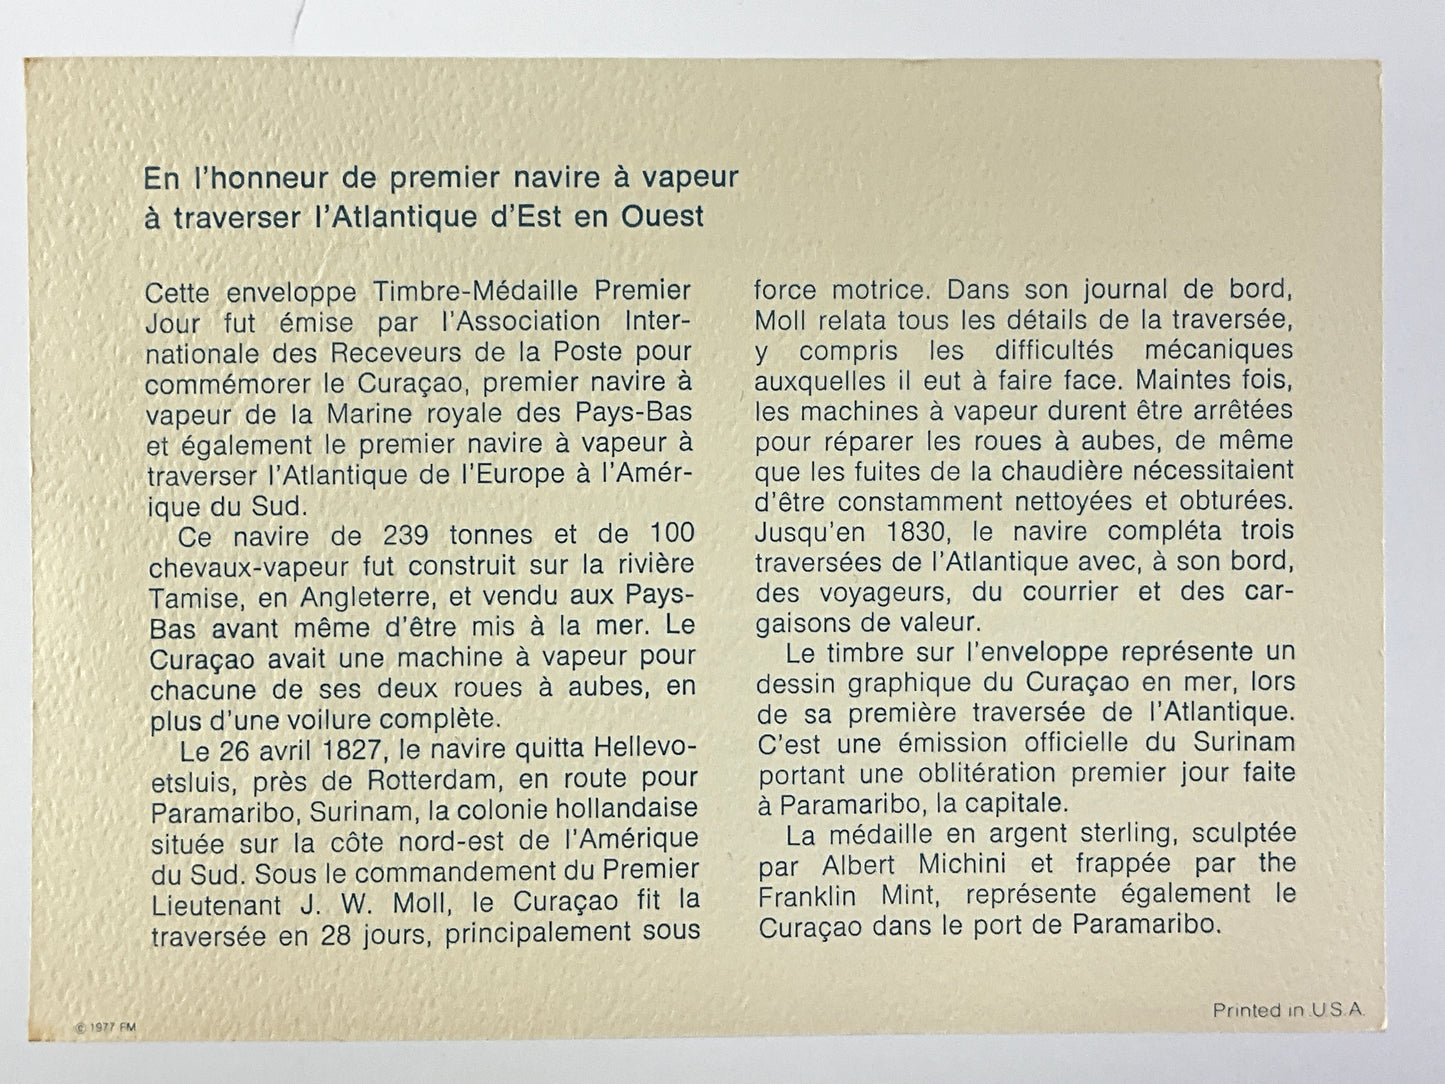 En l'honneur de premier navire à vapeur
à traverser l'Atlantique d'Est en Ouest
Cette enveloppe Timbre-Médaille Premier
Jour fut émise par l'Association Inter-
nationale des Receveurs de la Poste pour
commémorer le Curaçao, premier navire à
vapeur de la Marine royale des Pays-Bas
et également le premier navire à vapeur à
traverser l'Atlantique de l'Europe à l'Amér-
ique du Sud.
Ce navire de 239 tonnes et de 100
chevaux-vapeur fut construit sur la rivière
Tamise, en Angleterre, et vendu aux Pays-
Bas avant même d'être mis à la mer. Le
Curaçao avait une machine à vapeur pour
chacune de ses deux roues à aubes, en
plus d'une voilure complète.
Le 26 avril 1827, le navire quitta Hellevo-
etsluis, près de Rotterdam, en route pour
Paramaribo, Surinam, la colonie hollandaise
située sur la côte nord-est de l'Amérique
du Sud. Sous le commandement du Premier
Lieutenant J. W. Moll, le Curaçao fit la
traversée en 28 jours, principalement sous
force motrice. Dans son journal de bord,
Moll relata tous les détails de la traversée,
y compris les difficultés mécaniques
auxquelles il eut à faire face. Maintes fois,
les machines à vapeur durent être arrêtées
pour réparer les roues à aubes, de même
que les fuites de la chaudière nécessitaient
d'être constamment nettoyées et obturées.
Jusqu'en 1830, le navire compléta trois
traversées de l'Atlantique avec, à son bord,
des voyageurs, du courrier et des car-
gaisons de valeur.
Le timbre sur l'enveloppe représente un
dessin graphique du Curaçao en mer, lors
de sa première traversée de l'Atlantique.
C'est une émission officielle du Surinam
portant une oblitération premier jour faite
à Paramaribo, la capitale.
La médaille en argent sterling, sculptée
par Albert Michini et frappée par the
Franklin Mint, représente également le
Curaçao dans le port de Paramaribo.
© 1977 FM
Printed in U.S.A.